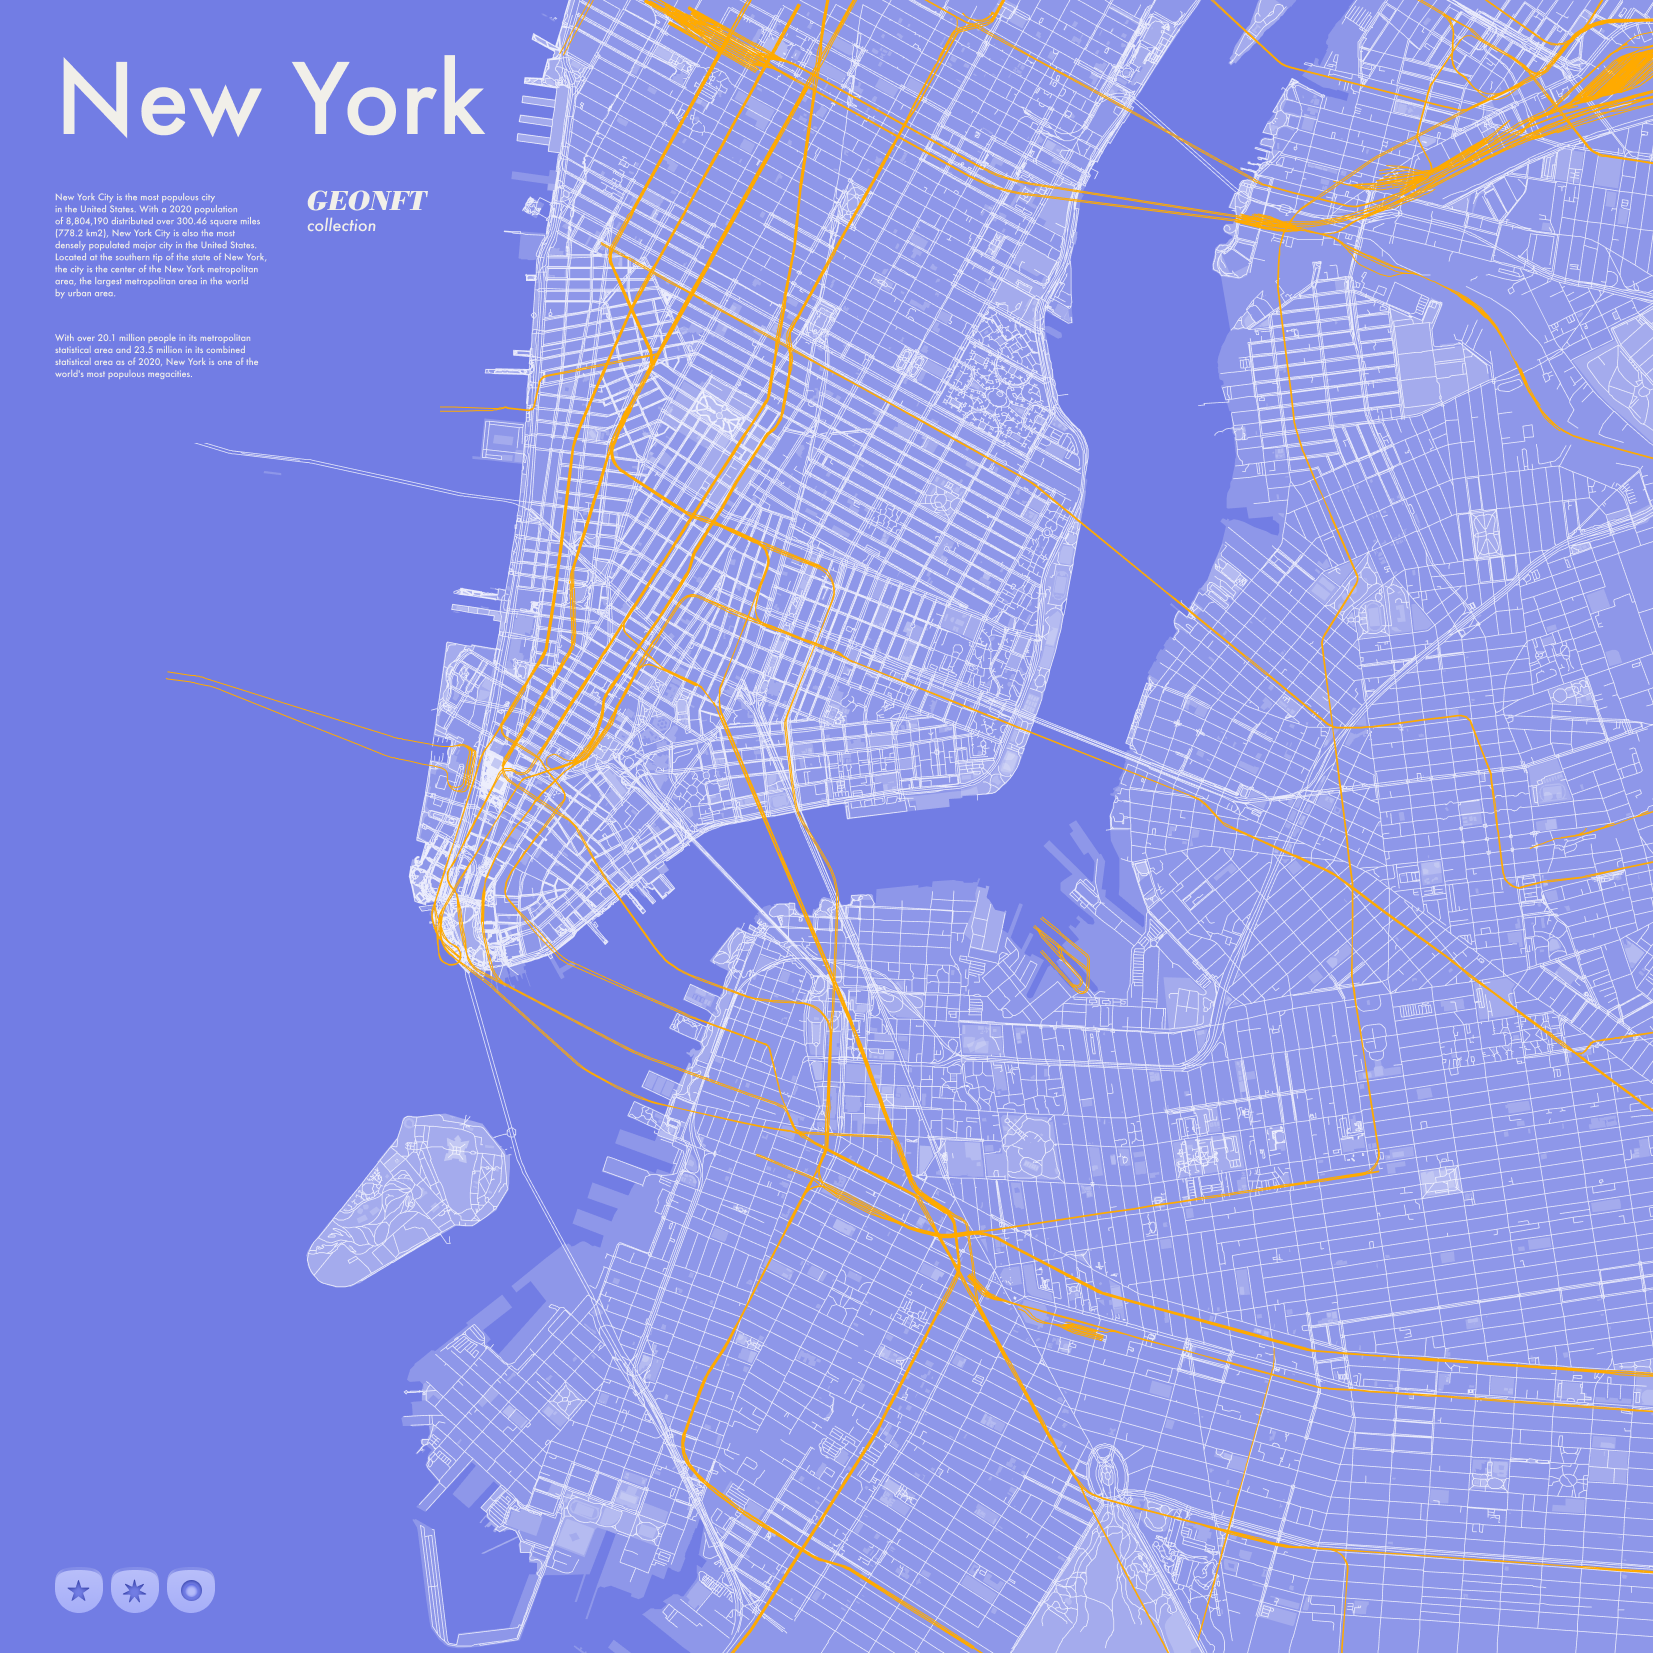 New York
GEONFT
collection
New York City is the most populous city
in the United States. With a 2020 population
of 8,804,190 distributed over 300.46 square miles
(778.2 km2), New York City is also the most
densely populated major city in the United States.
Located at the southern tip of the state of New York,
the city is the center of the New York metropolitan
area, the largest metropolitan area in the world
by urban area.
With over 20.1 million people in its metropolitan
statistical area and 23.5 million in its combined
statistical area as of 2020, New York is one of the
world's most populous megacities.